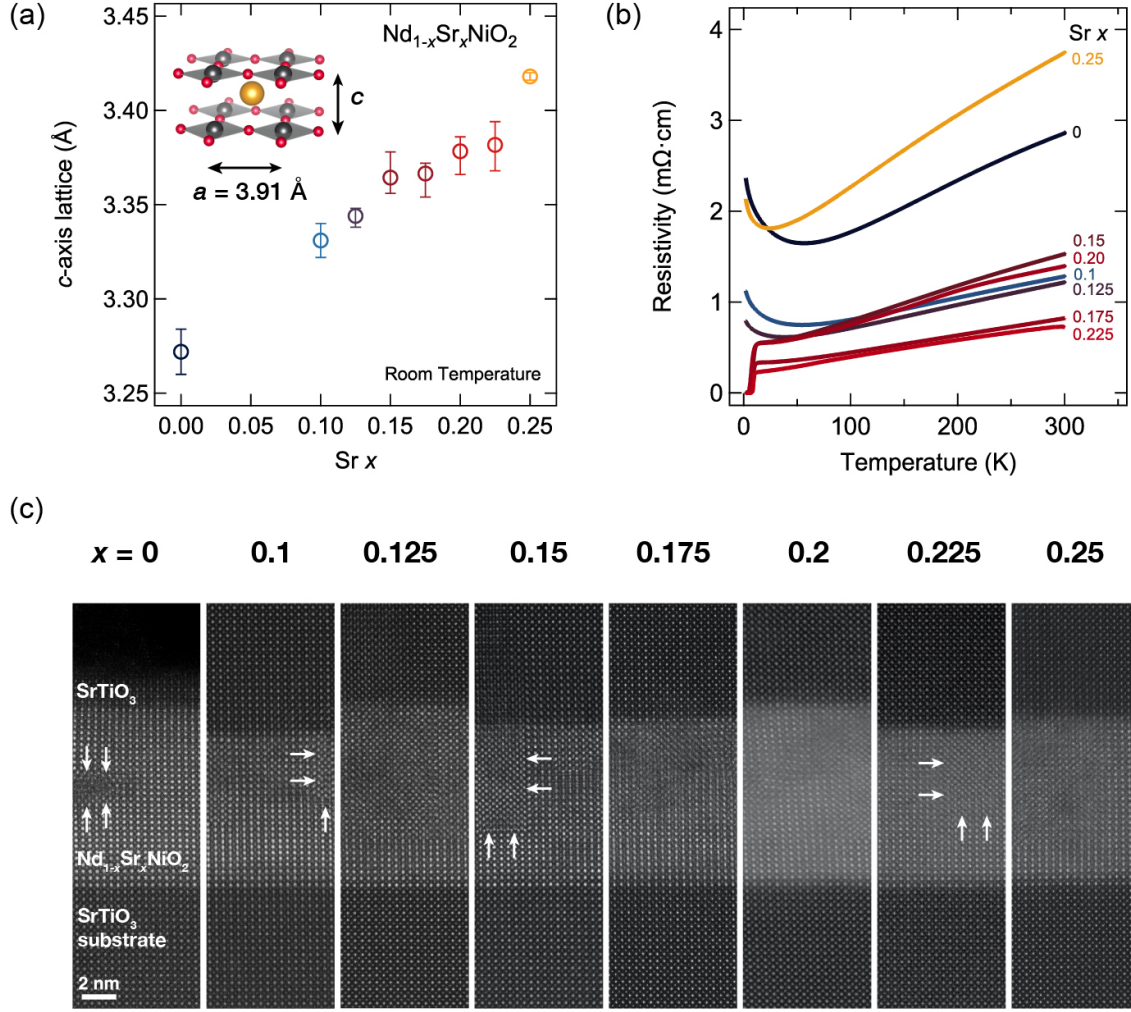 (a)
Nd1-xSrxNiO2
c
a = 3.91 Å
Room Temperature
c-axis lattice (Å)
3.45
3.40
3.35
3.30
3.25
0.00
0.05
0.10
0.15
0.20
0.25
Sr x
(b)
Sr x
0.25
0
0.15
0.20
0.1
0.125
0.175
0.225
Resistivity (mΩ·cm)
4
3
2
1
0
0
100
200
300
Temperature (K)
(c)
x = 0
0.1
0.125
0.15
0.175
0.2
0.225
0.25
SrTiO3
Nd1-xSrxNiO2
SrTiO3
substrate
2 nm